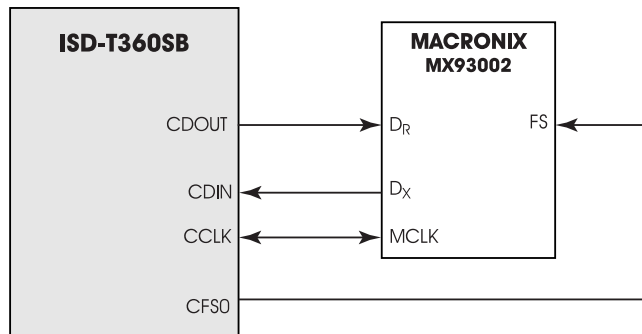 ISD-T360SB
MACRONIX
MX93002
CDOUT
DR
FS
CDIN
DX
CCLK
MCLK
CFS0